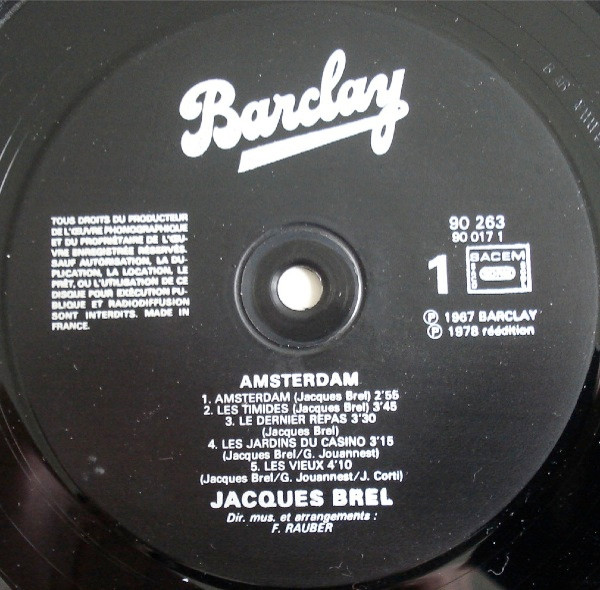 Barclay
TOUS DROITS DU PRODUCTEUR
DE L'ŒUVRE PHONOGRAPHIQUE
ET DU PROPRIÉTAIRE DE L'ŒU-
VRE ENREGISTRÉE RÉSERVÉS.
SAUF AUTORISATION, LA DU-
PLICATION, LA LOCATION, LE
PRÊT, OU L'UTILISATION DE CE
DISQUE POUR EXÉCUTION PU-
BLIQUE ET RADIODIFFUSION
SONT INTERDITS. MADE IN
FRANCE.
90 263
90 017 1
1
SACEM
℗ 1967 BARCLAY
℗ 1978 réédition
AMSTERDAM
1. AMSTERDAM (Jacques Brel) 2'55
2. LES TIMIDES (Jacques Brel) 3'45
3. LE DERNIER REPAS 3'30
(Jacques Brel)
4. LES JARDINS DU CASINO 3'15
(Jacques Brel/G. Jouannest)
5. LES VIEUX 4'10
(Jacques Brel/G. Jouannest/J. Corti)
JACQUES BREL
Dir. mus. et arrangements :
F. RAUBER